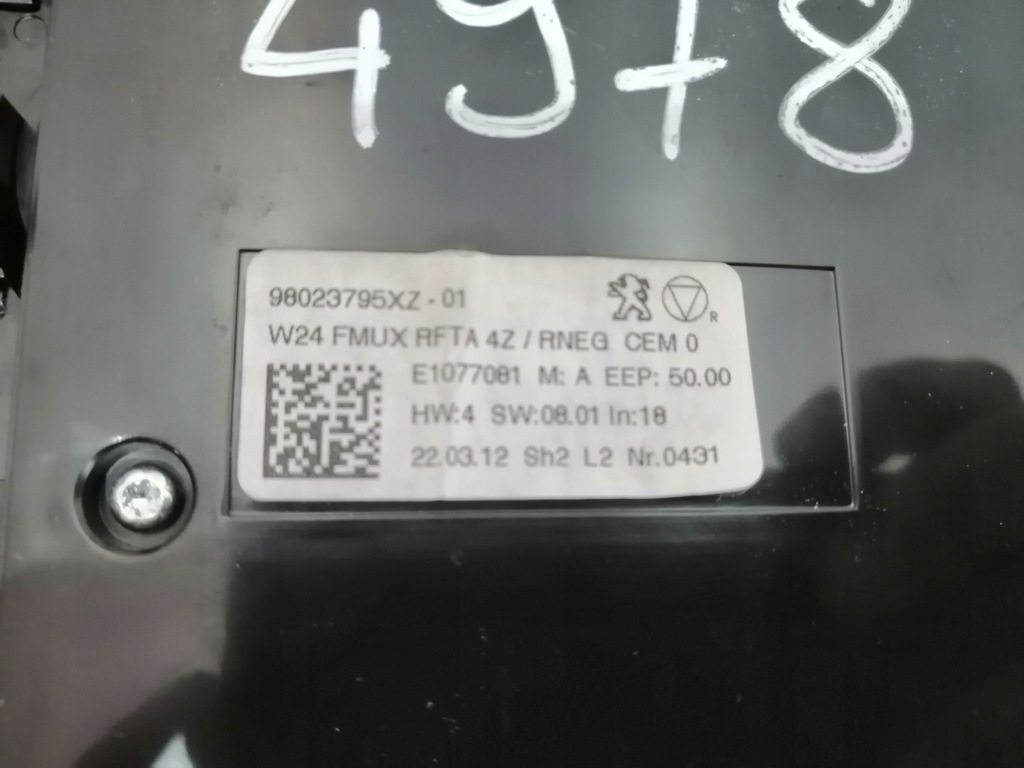 4978
98023795XZ - 01
R
W24 FMUX RFTA 4Z / RNEG CEM 0
E1077081 M: A EEP: 50.00
HW:4 SW:08.01 In:18
22.03.12 Sh2 L2 Nr.0431